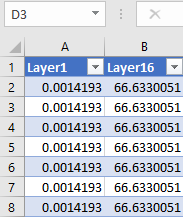 D3
A B
1 Layer1 Layer16
2 0.0014193 66.6330051
3 0.0014193 66.6330051
4 0.0014193 66.6330051
5 0.0014193 66.6330051
6 0.0014193 66.6330051
7 0.0014193 66.6330051
8 0.0014193 66.6330051